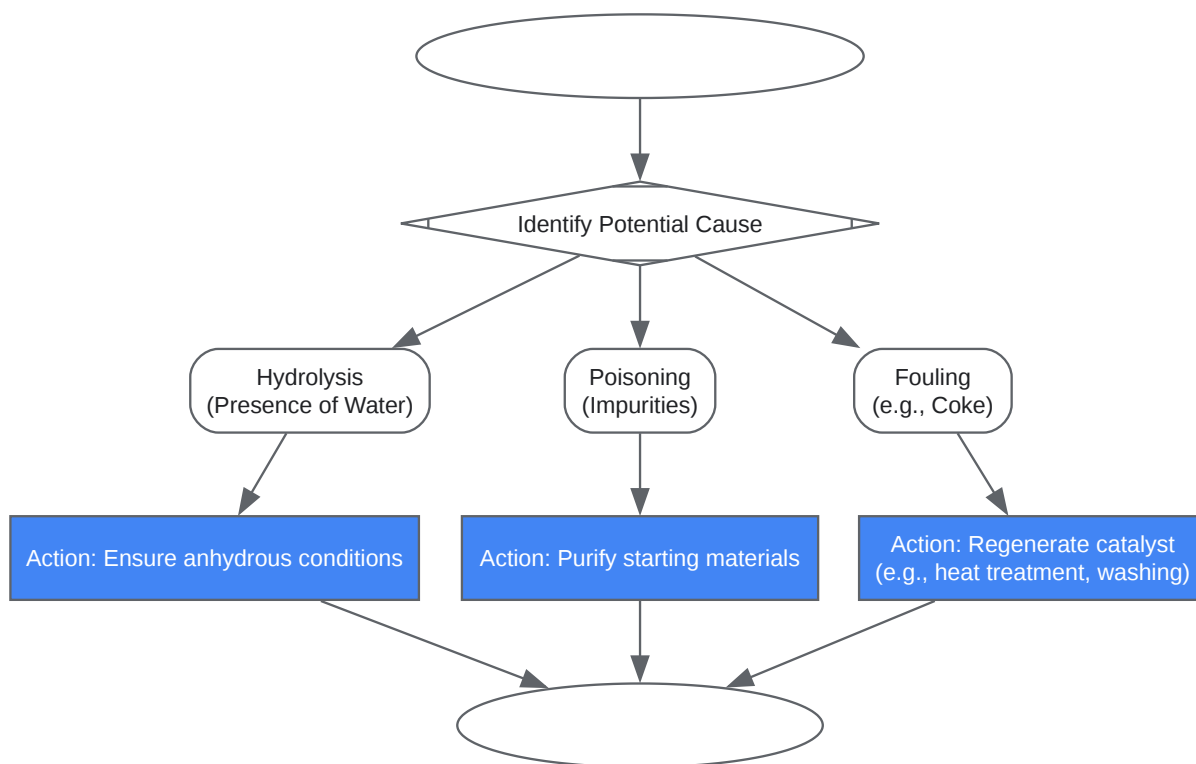 Identify Potential Cause
Hydrolysis
(Presence of Water)
Poisoning
(Impurities)
Fouling
(e.g., Coke)
Action: Ensure anhydrous conditions
Action: Purify starting materials
Action: Regenerate catalyst
(e.g., heat treatment, washing)